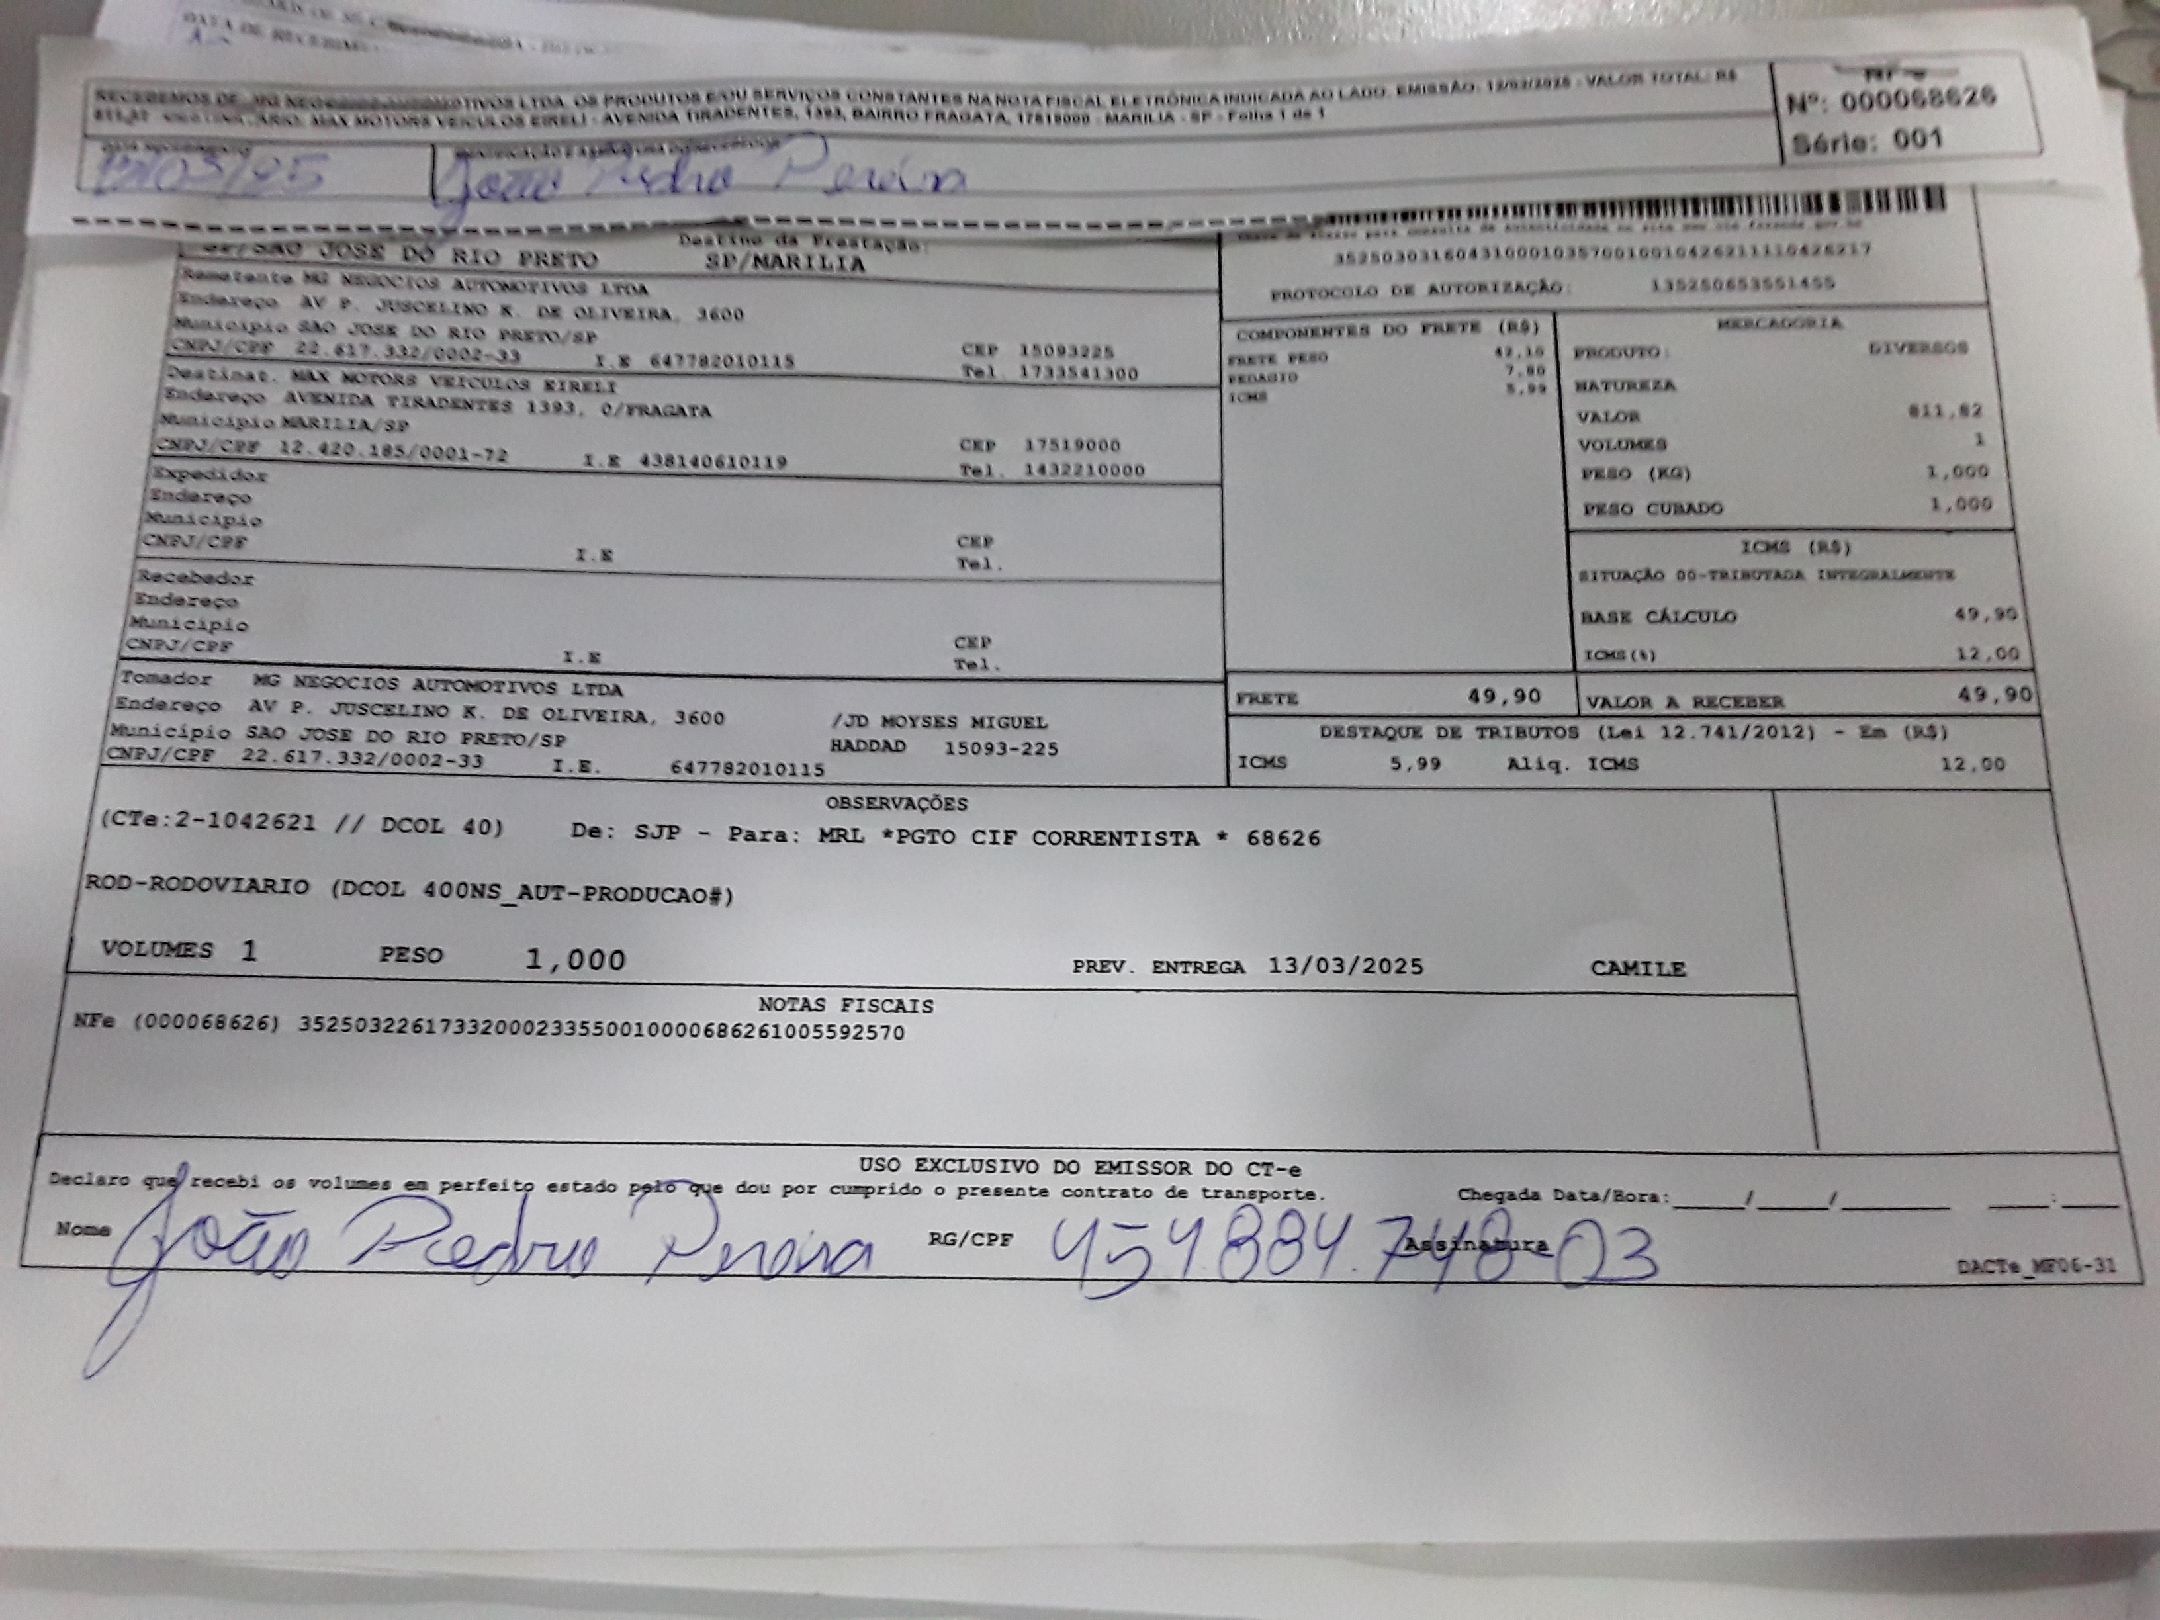 RECEBEMOS DE MG NEGOCIOS AUTOMOTIVOS LTDA OS PRODUTOS E/OU SERVIÇOS CONSTANTES NA NOTA FISCAL ELETRÔNICA INDICADA AO LADO. EMISSÃO: 12/03/2025 - VALOR TOTAL: R$
MAX MOTORS VEICULOS EIRELI - AVENIDA TIRADENTES, 1393, BAIRRO FRAGATA, 17519000 - MARILIA - SP - Folha 1 de 1
Nº: 000068626
Série: 001
João Pedro Pereira
SP/SAO JOSE DO RIO PRETO
Destino da Prestação:
SP/MARILIA
35250303160431000103570010010426211110426217
PROTOCOLO DE AUTORIZAÇÃO: 135250653551455
Remetente MG NEGOCIOS AUTOMOTIVOS LTDA
Endereço AV P. JUSCELINO K. DE OLIVEIRA, 3600
Município SAO JOSE DO RIO PRETO/SP
CEP 15093225
CNPJ/CPF 22.617.332/0002-33 I.E 647782010115 Tel. 1733541300
Destinat. MAX MOTORS VEICULOS EIRELI
Endereço AVENIDA TIRADENTES 1393, 0/FRAGATA
Município MARILIA/SP
CEP 17519000
CNPJ/CPF 12.420.185/0001-72 I.E 438140610119 Tel. 1432210000
Expedidor
Endereço
Município
CEP
CNPJ/CPF I.E Tel.
Recebedor
Endereço
Município
CEP
CNPJ/CPF I.E Tel.
Tomador MG NEGOCIOS AUTOMOTIVOS LTDA
Endereço AV P. JUSCELINO K. DE OLIVEIRA, 3600 /JD MOYSES MIGUEL
Município SAO JOSE DO RIO PRETO/SP HADDAD 15093-225
CNPJ/CPF 22.617.332/0002-33 I.E. 647782010115
COMPONENTES DO FRETE (R$)
FRETE PESO
PEDAGIO 7,80
ICMS 5,99
FRETE 49,90
MERCADORIA
PRODUTO: DIVERSOS
NATUREZA
VALOR 811,82
VOLUMES 1
PESO (KG) 1,000
PESO CUBADO 1,000
ICMS (R$)
SITUAÇÃO 00-TRIBUTADA INTEGRALMENTE
BASE CÁLCULO 49,90
ICMS(%) 12,00
VALOR A RECEBER 49,90
DESTAQUE DE TRIBUTOS (Lei 12.741/2012) - Em (R$)
ICMS 5,99 Aliq. ICMS 12,00
OBSERVAÇÕES
(CTe:2-1042621 // DCOL 40) De: SJP - Para: MRL *PGTO CIF CORRENTISTA * 68626
ROD-RODOVIARIO (DCOL 400NS_AUT-PRODUCAO#)
VOLUMES 1 PESO 1,000 PREV. ENTREGA 13/03/2025 CAMILE
NOTAS FISCAIS
NFe (000068626) 35250322617332000233550010000686261005592570
USO EXCLUSIVO DO EMISSOR DO CT-e
Declaro que recebi os volumes em perfeito estado pelo que dou por cumprido o presente contrato de transporte. Chegada Data/Hora:____/____/______ ____:____
Nome João Pedro Pereira RG/CPF 454.884.748-03 Assinatura
DACTe_MF06-31